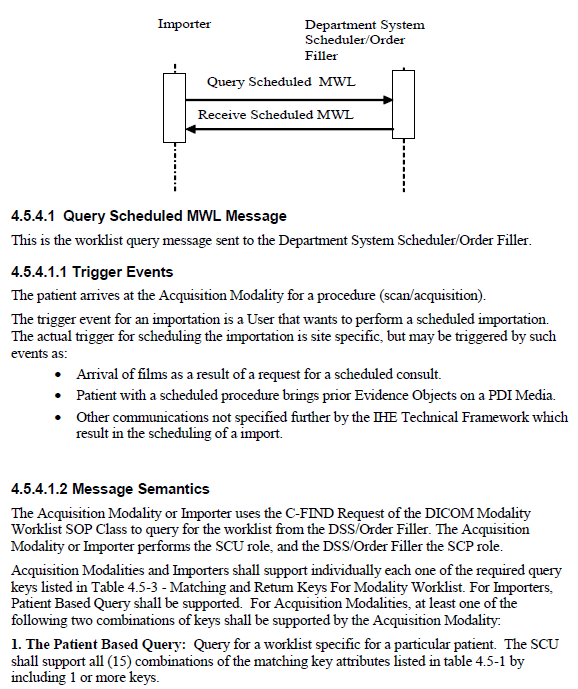 Importer
Department System
Scheduler/Order
Filler
Query Scheduled  MWL
Receive Scheduled MWL
4.5.4.1  Query Scheduled MWL Message
This is the worklist query message sent to the Department System Scheduler/Order Filler.
4.5.4.1.1 Trigger Events
The patient arrives at the Acquisition Modality for a procedure (scan/acquisition).
The trigger event for an importation is a User that wants to perform a scheduled importation.
The actual trigger for scheduling the importation is site specific, but may be triggered by such
events as:
• Arrival of films as a result of a request for a scheduled consult.
• Patient with a scheduled procedure brings prior Evidence Objects on a PDI Media.
• Other communications not specified further by the IHE Technical Framework which
result in the scheduling of a import.
4.5.4.1.2 Message Semantics
The Acquisition Modality or Importer uses the C-FIND Request of the DICOM Modality
Worklist SOP Class to query for the worklist from the DSS/Order Filler. The Acquisition
Modality or Importer performs the SCU role, and the DSS/Order Filler the SCP role.
Acquisition Modalities and Importers shall support individually each one of the required query
keys listed in Table 4.5-3 - Matching and Return Keys For Modality Worklist. For Importers,
Patient Based Query shall be supported.  For Acquisition Modalities, at least one of the
following two combinations of keys shall be supported by the Acquisition Modality:
1. The Patient Based Query:  Query for a worklist specific for a particular patient.  The SCU
shall support all (15) combinations of the matching key attributes listed in table 4.5-1 by
including 1 or more keys.